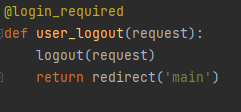 @login_required
def user_logout(request):
    logout(request)
    return redirect('main')